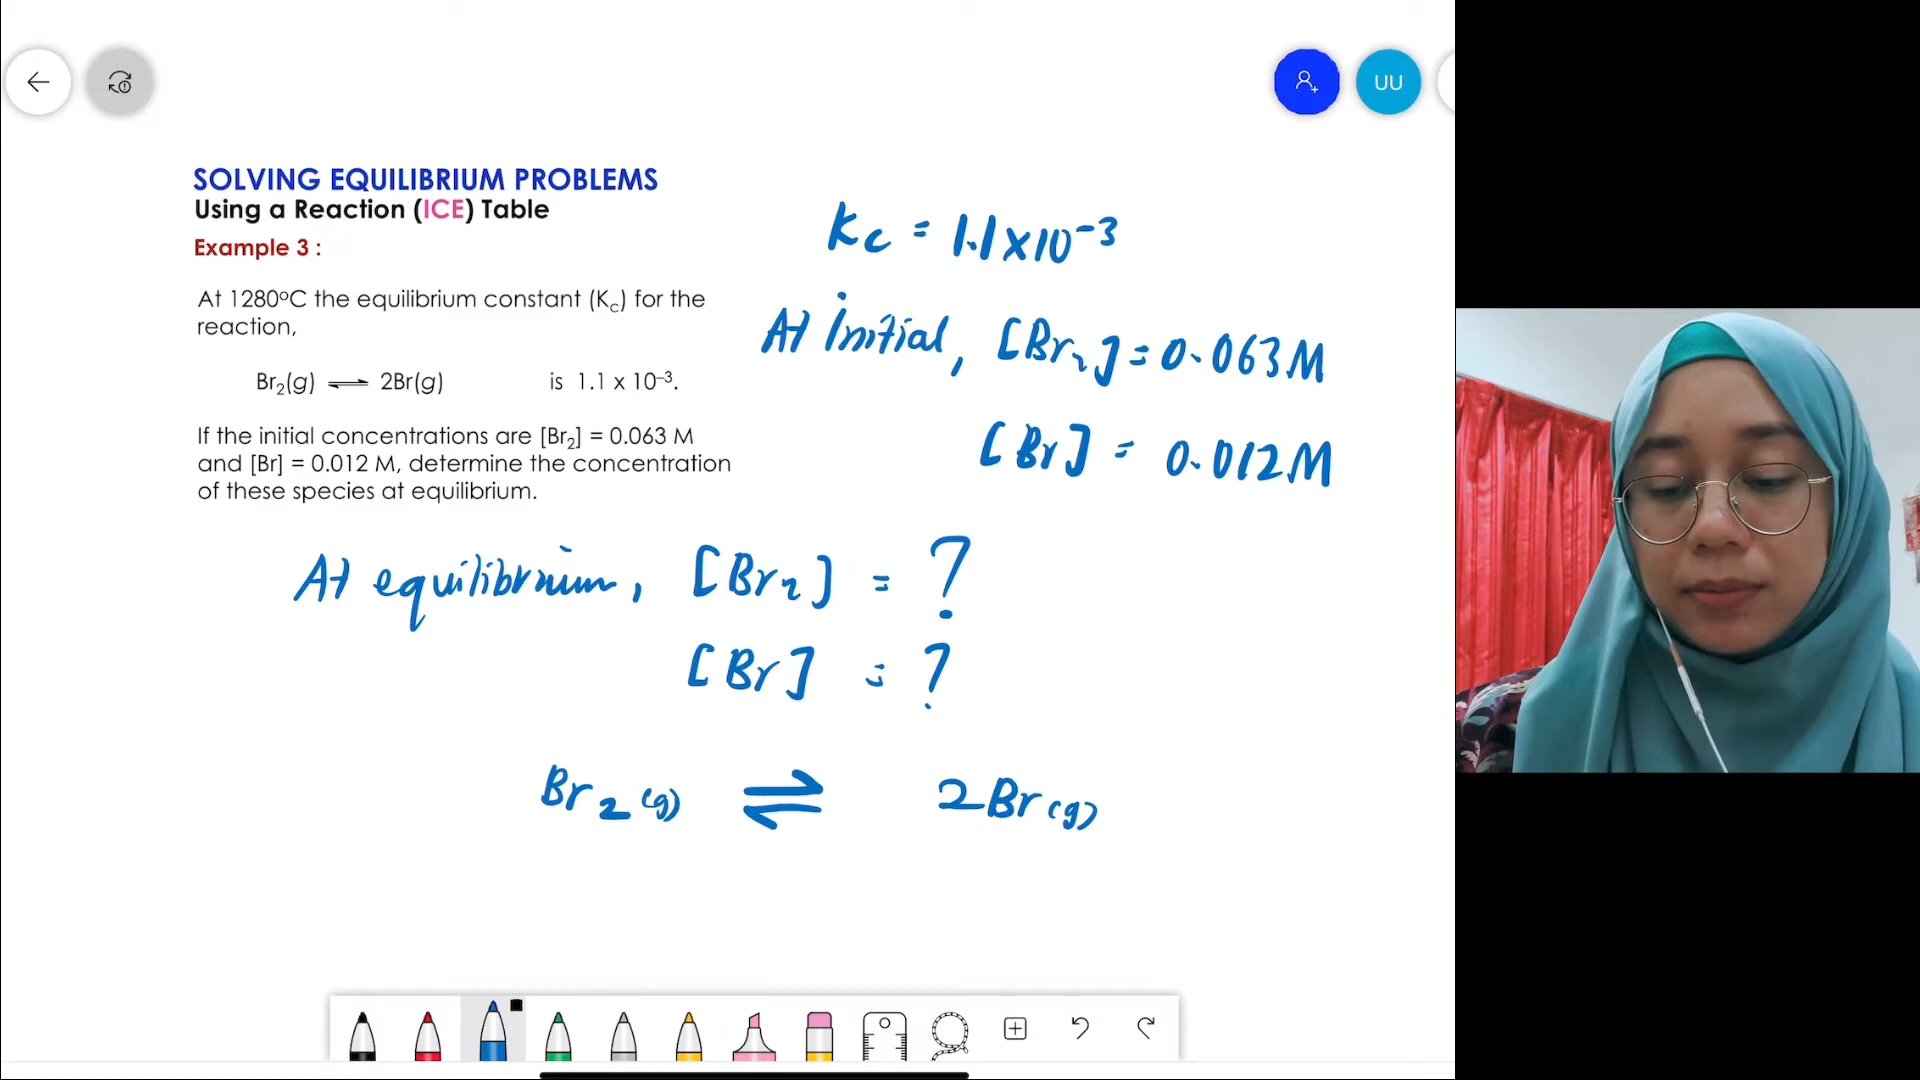 UU
SOLVING EQUILIBRIUM PROBLEMS
Using a Reaction (ICE) Table
Example 3 :
At 1280°C the equilibrium constant (Kc) for the
reaction,
Br₂(g) ⇌ 2Br(g) is 1.1 x 10⁻³.
If the initial concentrations are [Br₂] = 0.063 M
and [Br] = 0.012 M, determine the concentration
of these species at equilibrium.
Kc = 1.1x10⁻³
At initial, [Br₂] = 0.063M
[Br] = 0.012M
At equilibrium, [Br₂] = ?
[Br] = ?
Br₂(g) ⇌ 2Br(g)